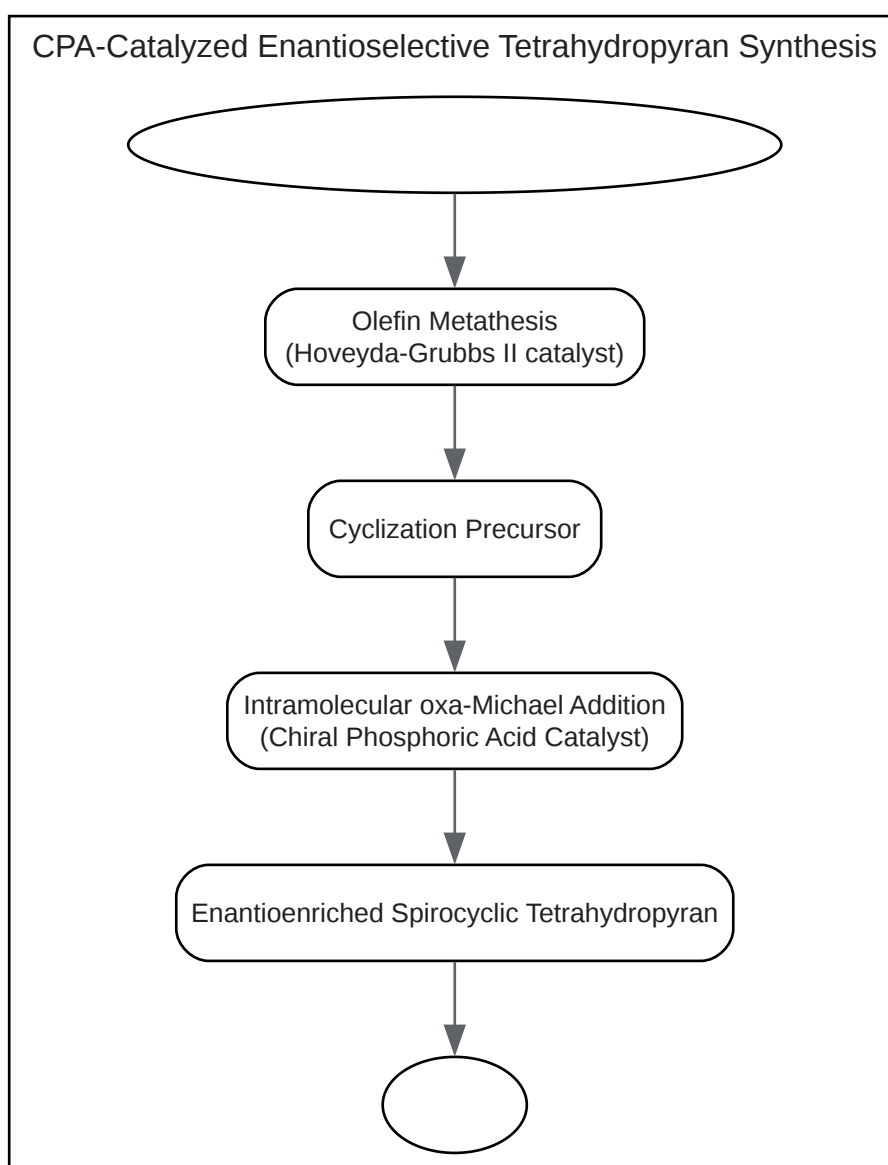 CPA-Catalyzed Enantioselective Tetrahydropyran Synthesis
Olefin Metathesis
(Hoveyda-Grubbs II catalyst)
Cyclization Precursor
Intramolecular oxa-Michael Addition
(Chiral Phosphoric Acid Catalyst)
Enantioenriched Spirocyclic Tetrahydropyran